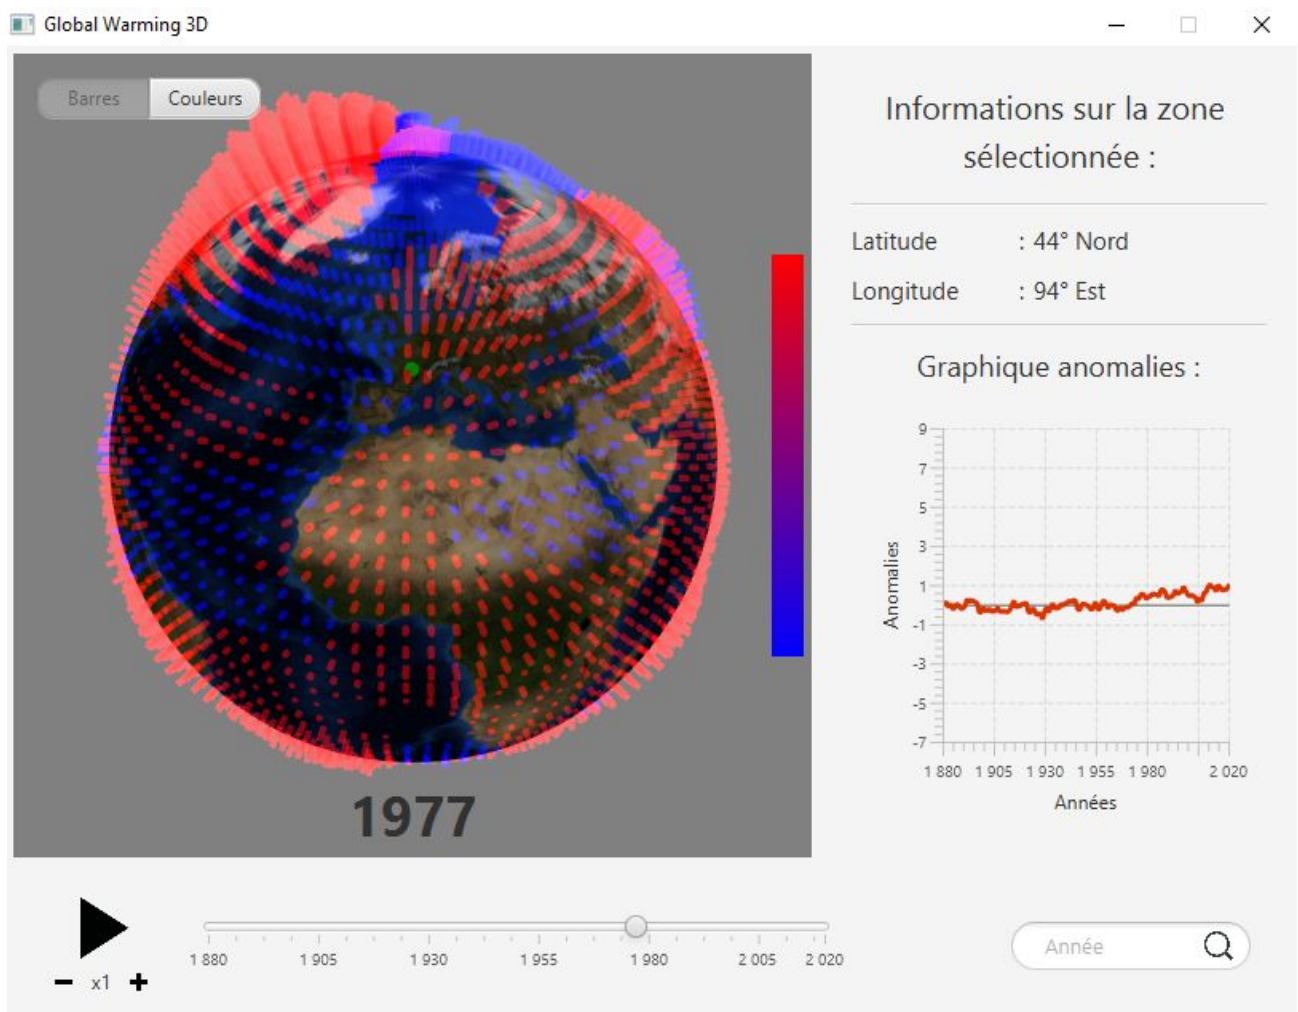 Global Warming 3D
Barres Couleurs
1977
Informations sur la zone
sélectionnée :
Latitude : 44° Nord
Longitude : 94° Est
Graphique anomalies :
Anomalies
9
7
5
3
1
-1
-3
-5
-7
1 880 1 905 1 930 1 955 1 980 2 020
Années
x1
1 880 1 905 1 930 1 955 1 980 2 005 2 020
Année